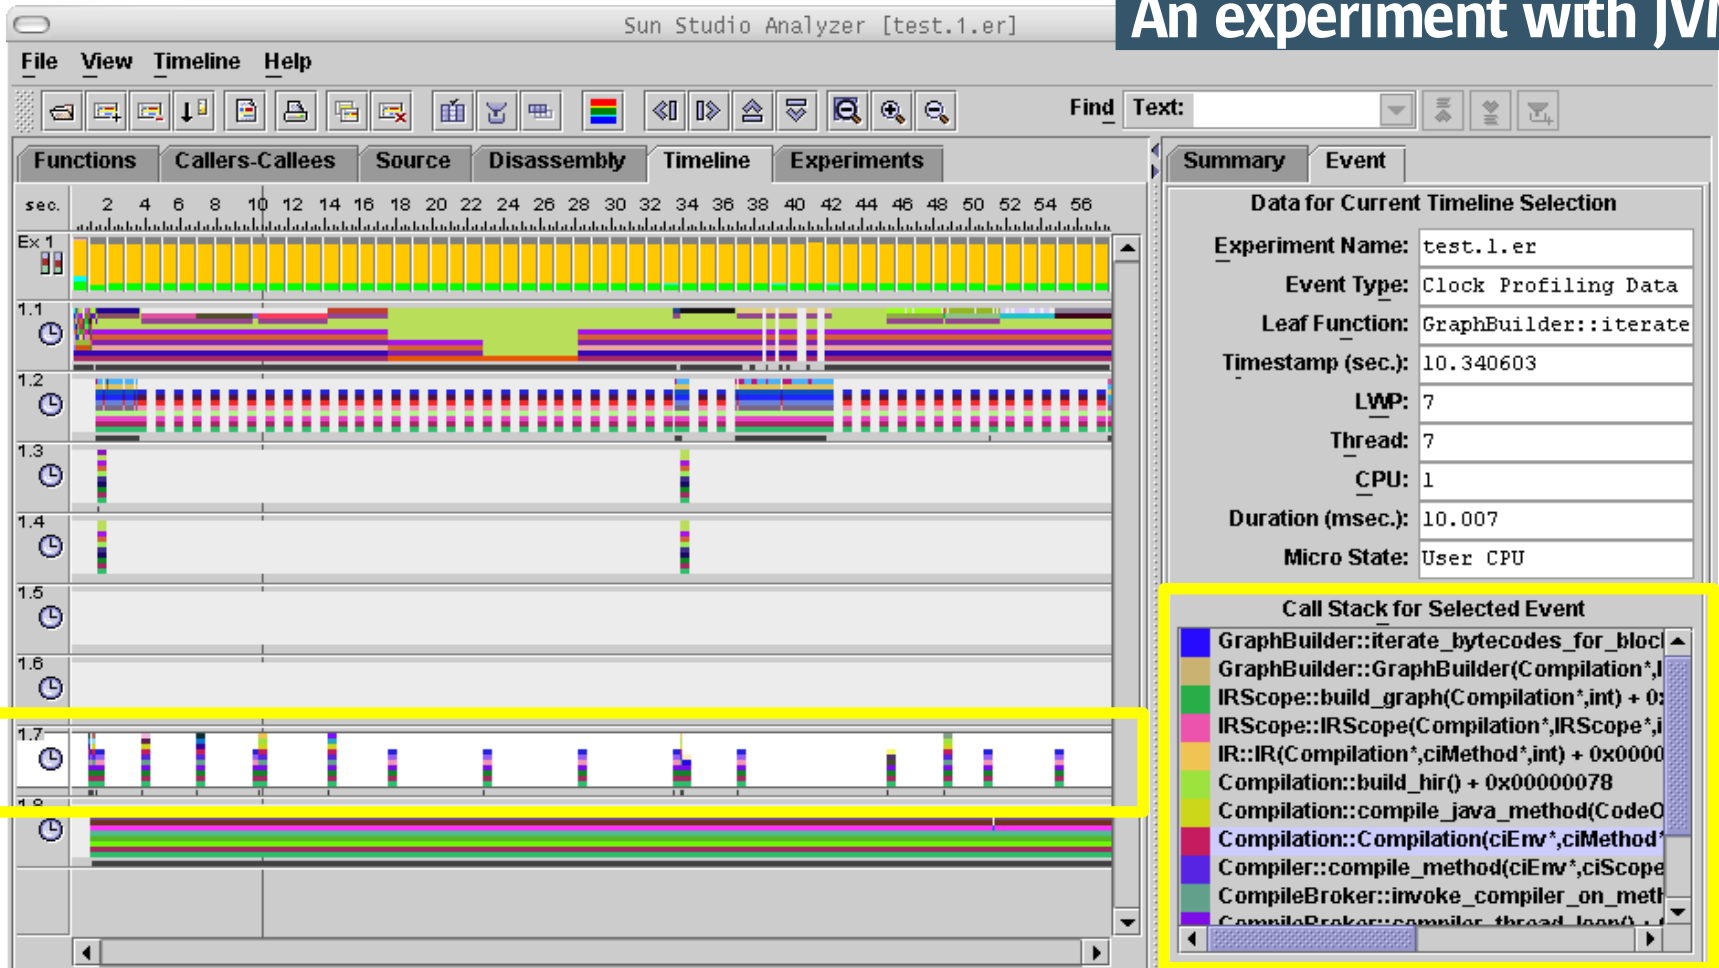 Sun Studio Analyzer [test.1.er]
An experiment with JVM
File View Timeline Help
Find Text:
Functions Callers-Callees Source Disassembly Timeline Experiments
Summary Event
sec. 2 4 6 8 10 12 14 16 18 20 22 24 26 28 30 32 34 36 38 40 42 44 46 48 50 52 54 56
Data for Current Timeline Selection
Ex 1
Experiment Name: test.1.er
Event Type: Clock Profiling Data
1.1
Leaf Function: GraphBuilder::iterate
Timestamp (sec.): 10.340603
1.2
LWP: 7
Thread: 7
1.3
CPU: 1
1.4
Duration (msec.): 10.007
Micro State: User CPU
1.5
Call Stack for Selected Event
GraphBuilder::iterate_bytecodes_for_bloc
1.6
GraphBuilder::GraphBuilder(Compilation*,I
IRScope::build_graph(Compilation*,int) + 0x
IRScope::IRScope(Compilation*,IRScope*,i
1.7
IR::IR(Compilation*,ciMethod*,int) + 0x0000
Compilation::build_hir() + 0x00000078
1.8
Compilation::compile_java_method(CodeO
Compilation::Compilation(ciEnv*,ciMethod*
Compiler::compile_method(ciEnv*,ciScope
CompileBroker::invoke_compiler_on_meth
CompileBroker::compiler_thread_loop() +